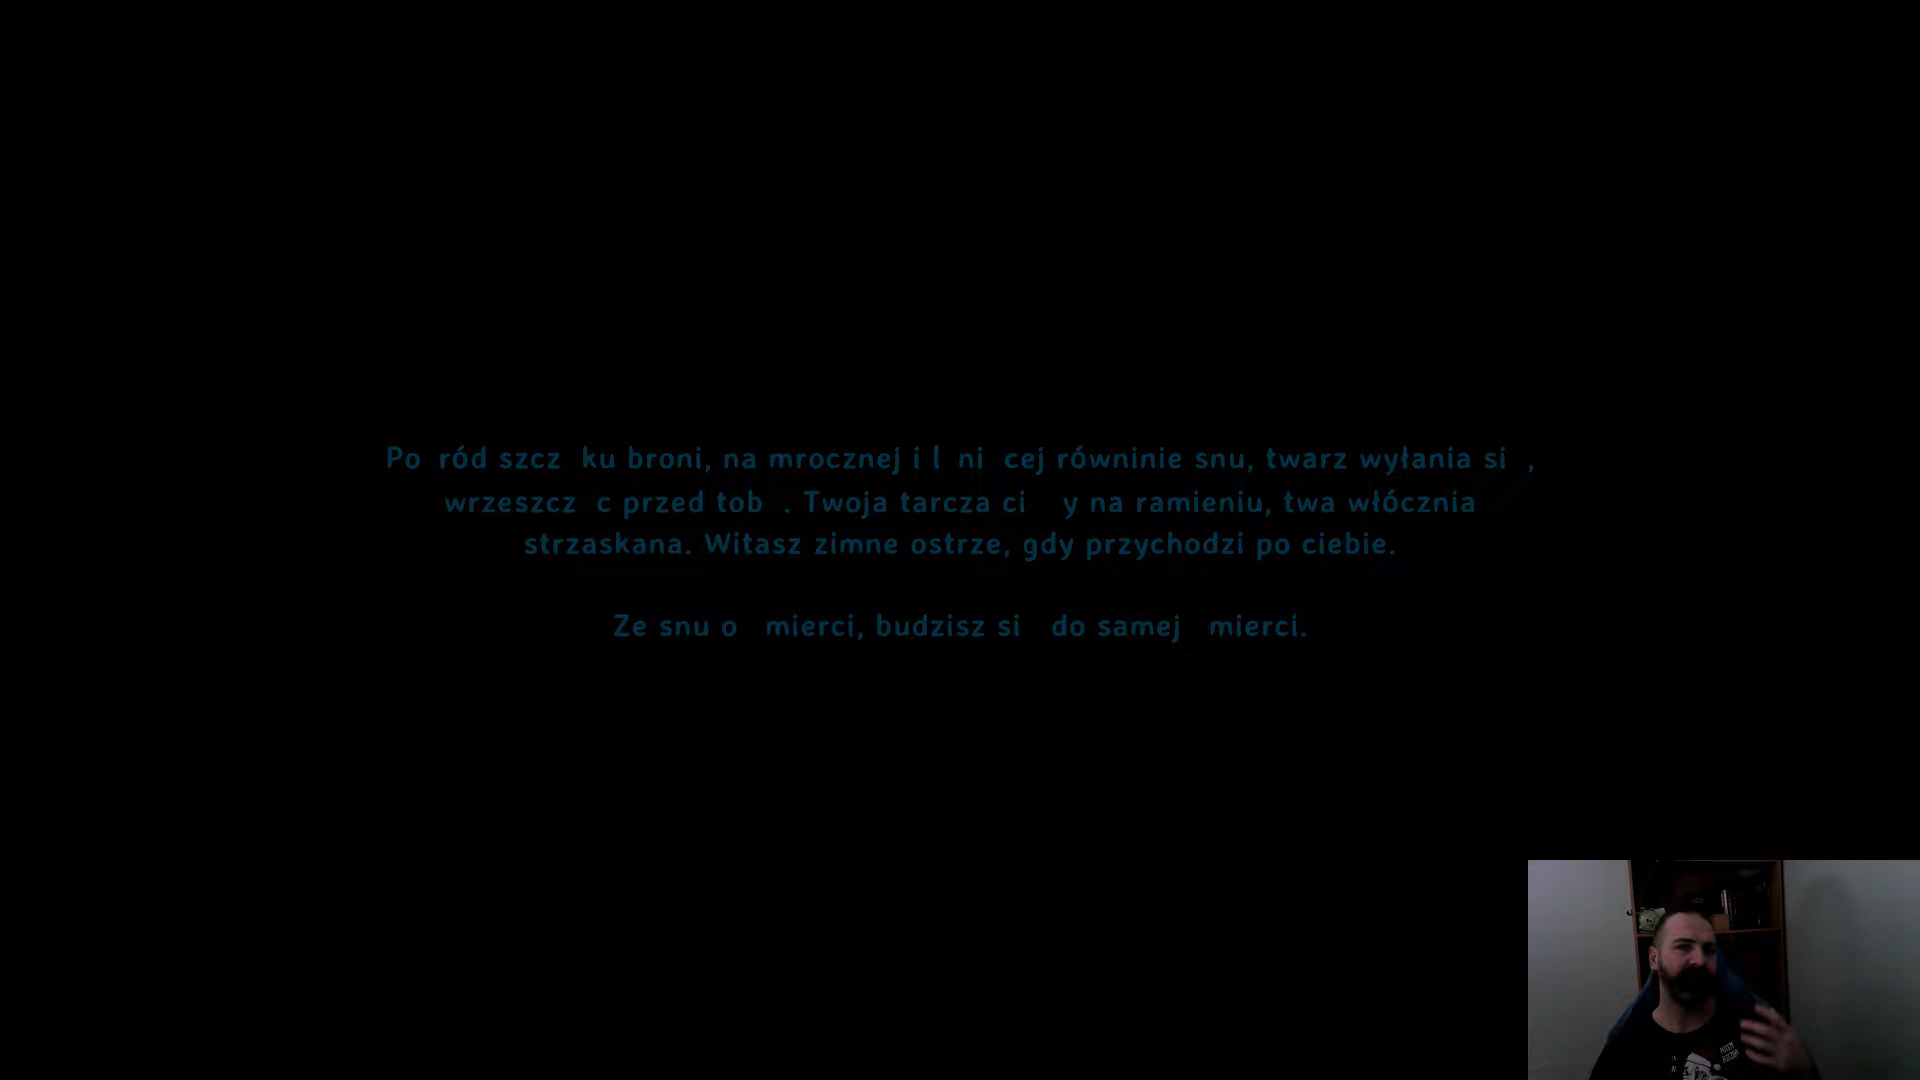 Po ród szcz ku broni, na mrocznej i l ni cej równinie snu, twarz wyłania si ,
wrzeszcz c przed tob . Twoja tarcza ci y na ramieniu, twa włócznia
strzaskana. Witasz zimne ostrze, gdy przychodzi po ciebie.
Ze snu o mierci, budzisz si do samej mierci.